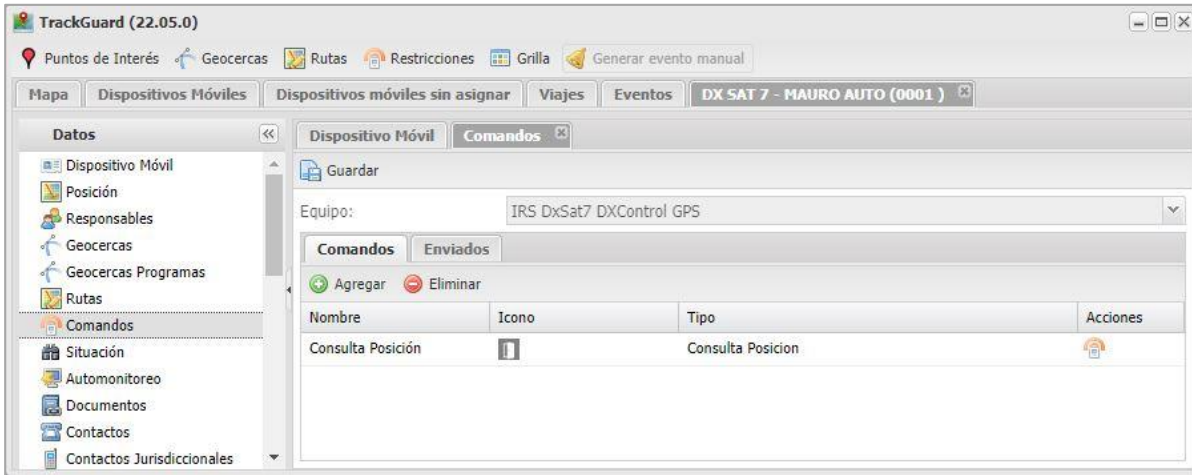 TrackGuard (22.05.0)
Puntos de Interés Geocercas Rutas Restricciones Grilla Generar evento manual
Mapa Dispositivos Móviles Dispositivos móviles sin asignar Viajes Eventos DX SAT 7 - MAURO AUTO (0001 )
Datos
Dispositivo Móvil
Posición
Responsables
Geocercas
Geocercas Programas
Rutas
Comandos
Situación
Automonitoreo
Documentos
Contactos
Contactos Jurisdiccionales
Dispositivo Móvil Comandos
Guardar
Equipo: IRS DxSat7 DXControl GPS
Comandos Enviados
Agregar Eliminar
Nombre Icono Tipo Acciones
Consulta Posición Consulta Posicion